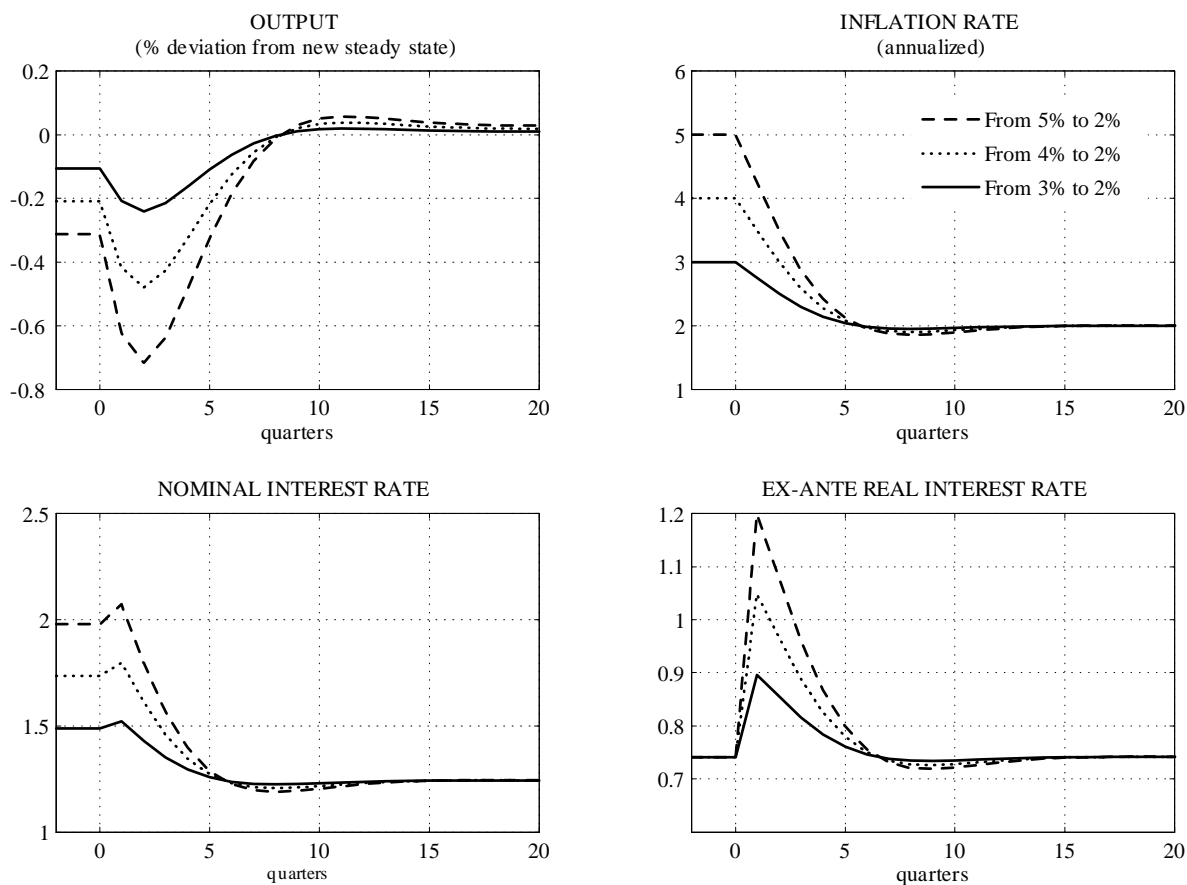 OUTPUT
(% deviation from new steady state)
0.2
0
-0.2
-0.4
-0.6
-0.8
0 5 10 15 20
quarters
INFLATION RATE
(annualized)
6
5
4
3
2
1
From 5% to 2%
From 4% to 2%
From 3% to 2%
0 5 10 15 20
quarters
NOMINAL INTEREST RATE
2.5
2
1.5
1
0 5 10 15 20
quarters
EX-ANTE REAL INTEREST RATE
1.2
1.1
1
0.9
0.8
0.7
0 5 10 15 20
quarters